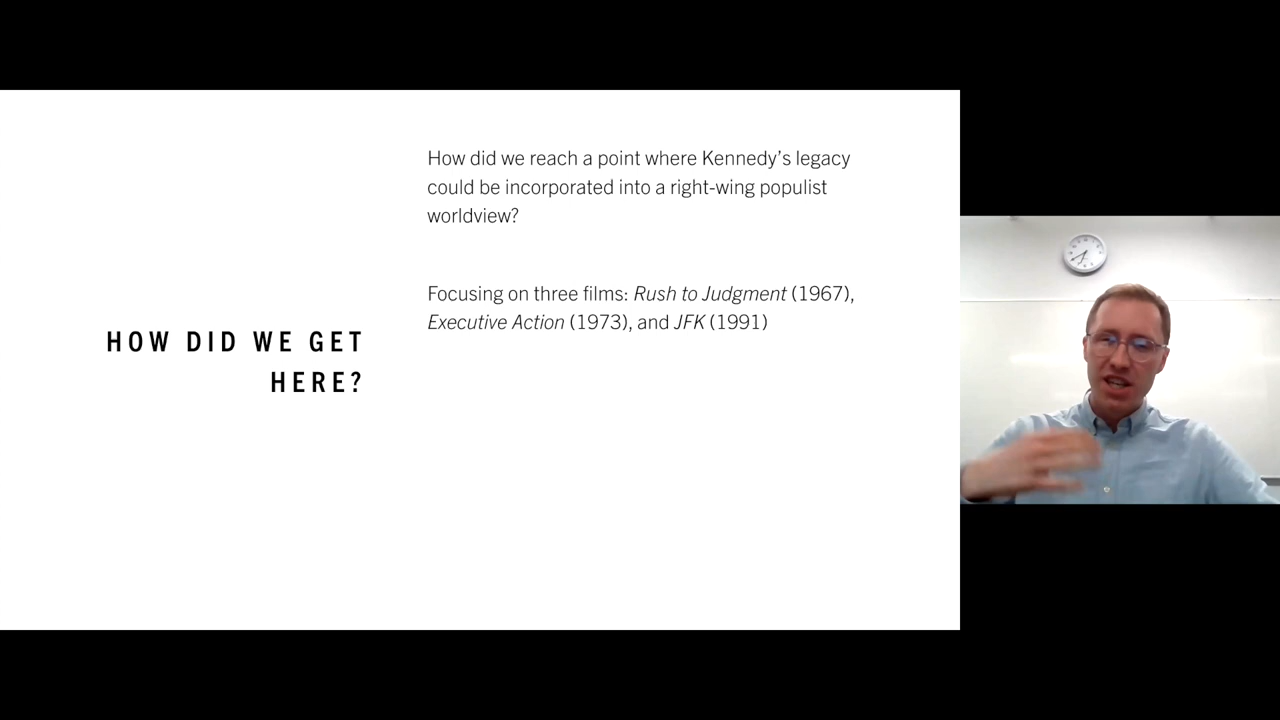 HOW DID WE GET
HERE?
How did we reach a point where Kennedy’s legacy
could be incorporated into a right-wing populist
worldview?
Focusing on three films: Rush to Judgment (1967),
Executive Action (1973), and JFK (1991)